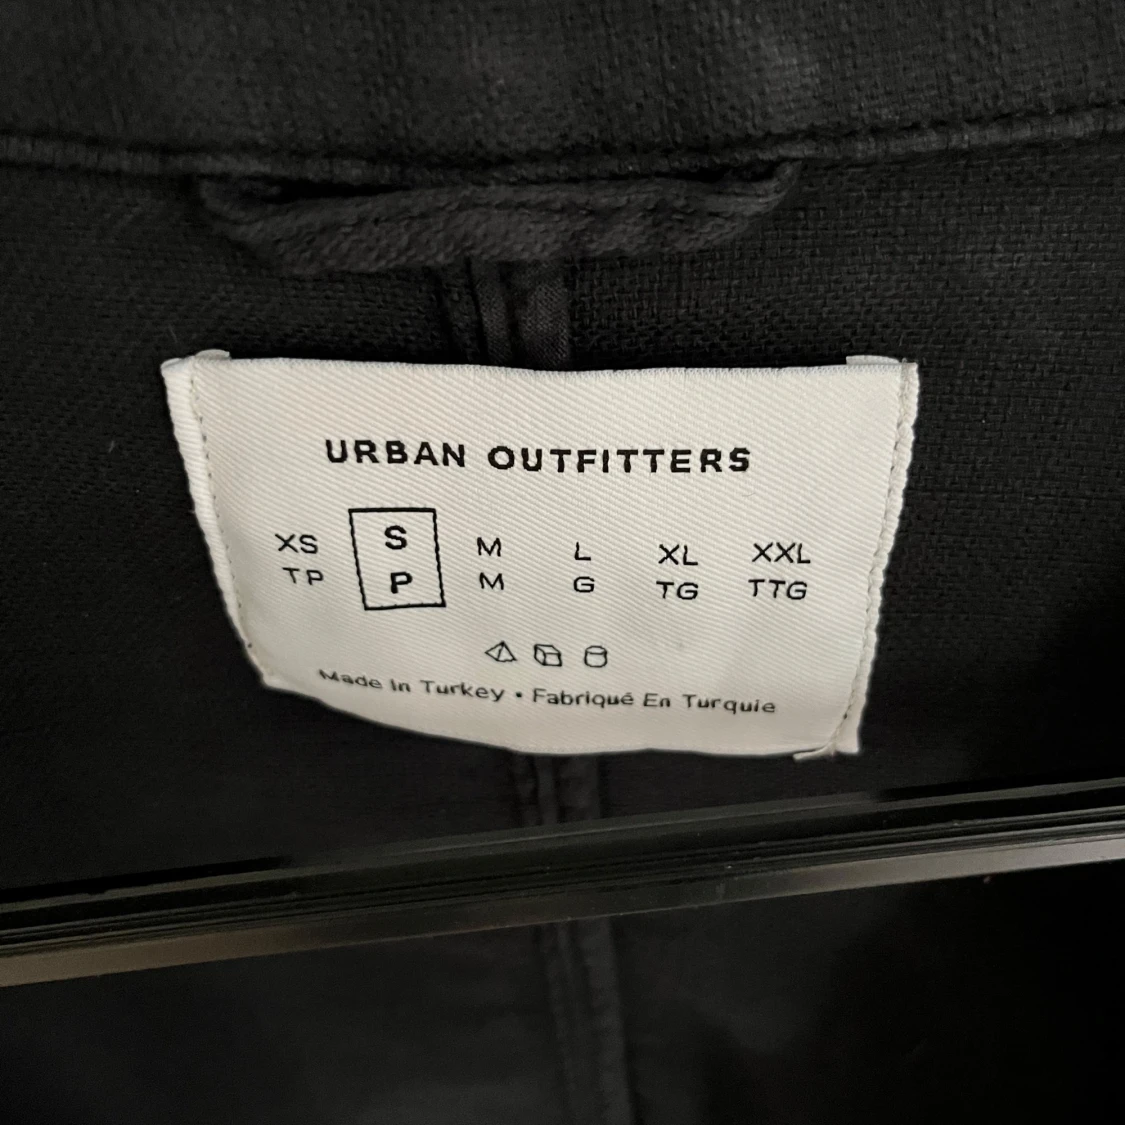 URBAN OUTFITTERS
XS S M L XL XXL
TP P M G TG TTG
Made In Turkey • Fabriqué En Turquie